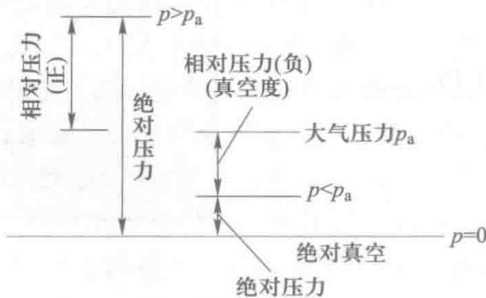 p>pa
相对压力
(正)
绝对压力
相对压力(负)
(真空度)
大气压力pa
p<pa
p=0
绝对真空
绝对压力